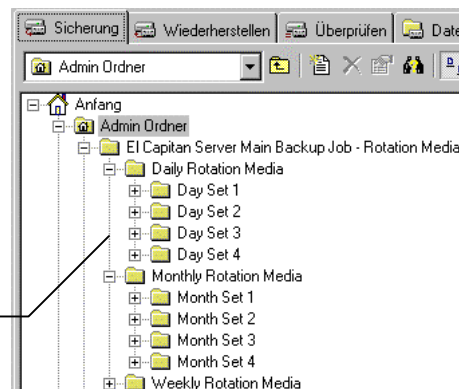 Sicherung Wiederherstellen Überprüfen Date
Admin Ordner
Anfang
Admin Ordner
El Capitan Server Main Backup Job - Rotation Media
Daily Rotation Media
Day Set 1
Day Set 2
Day Set 3
Day Set 4
Monthly Rotation Media
Month Set 1
Month Set 2
Month Set 3
Month Set 4
Weekly Rotation Media